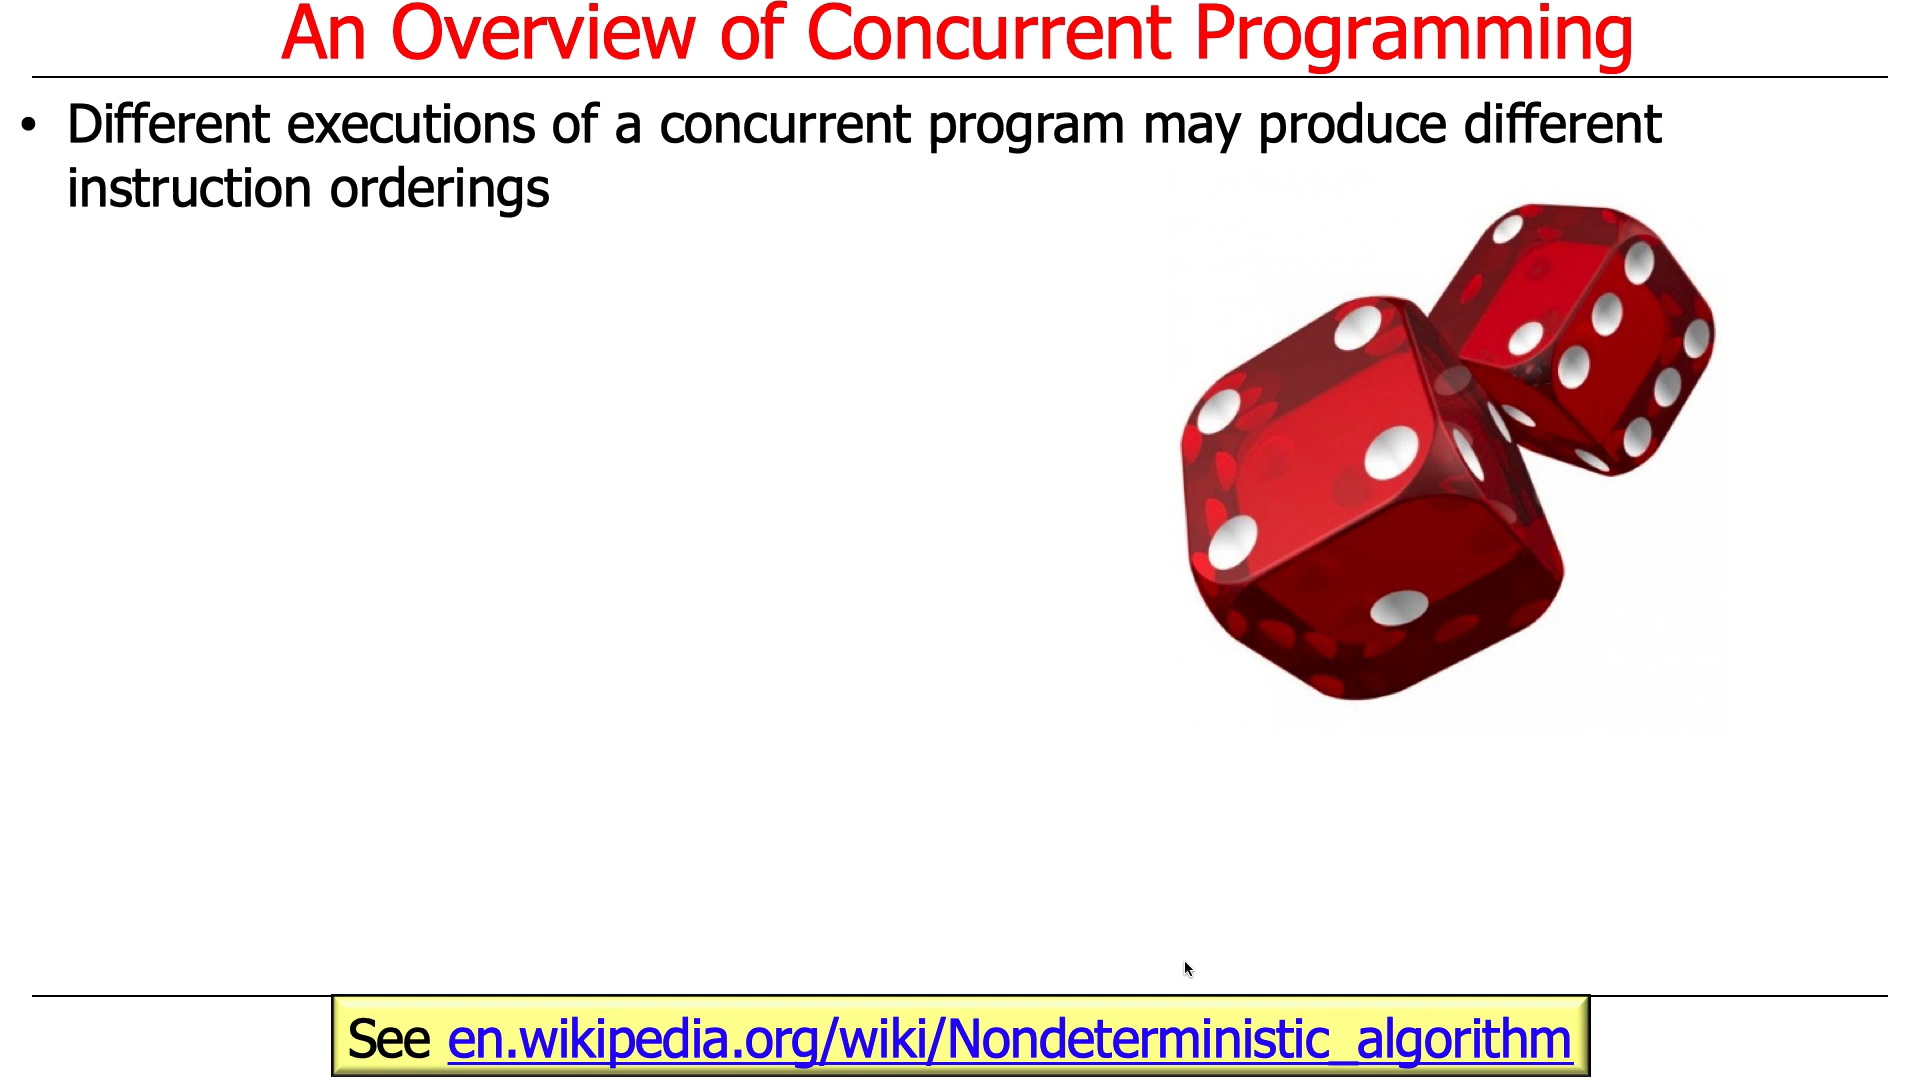 An Overview of Concurrent Programming
• Different executions of a concurrent program may produce different
instruction orderings
See en.wikipedia.org/wiki/Nondeterministic_algorithm